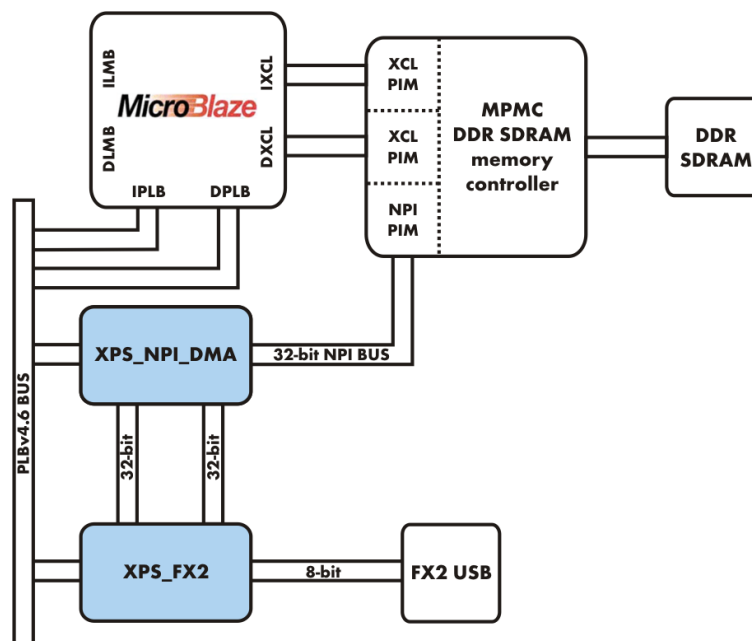 ILMB
IXCL
MicroBlaze
DLMB
DXCL
IPLB
DPLB
XCL
PIM
XCL
PIM
NPI
PIM
MPMC
DDR SDRAM
memory
controller
DDR
SDRAM
PLBv4.6 BUS
XPS_NPI_DMA
32-bit NPI BUS
32-bit
32-bit
XPS_FX2
8-bit
FX2 USB